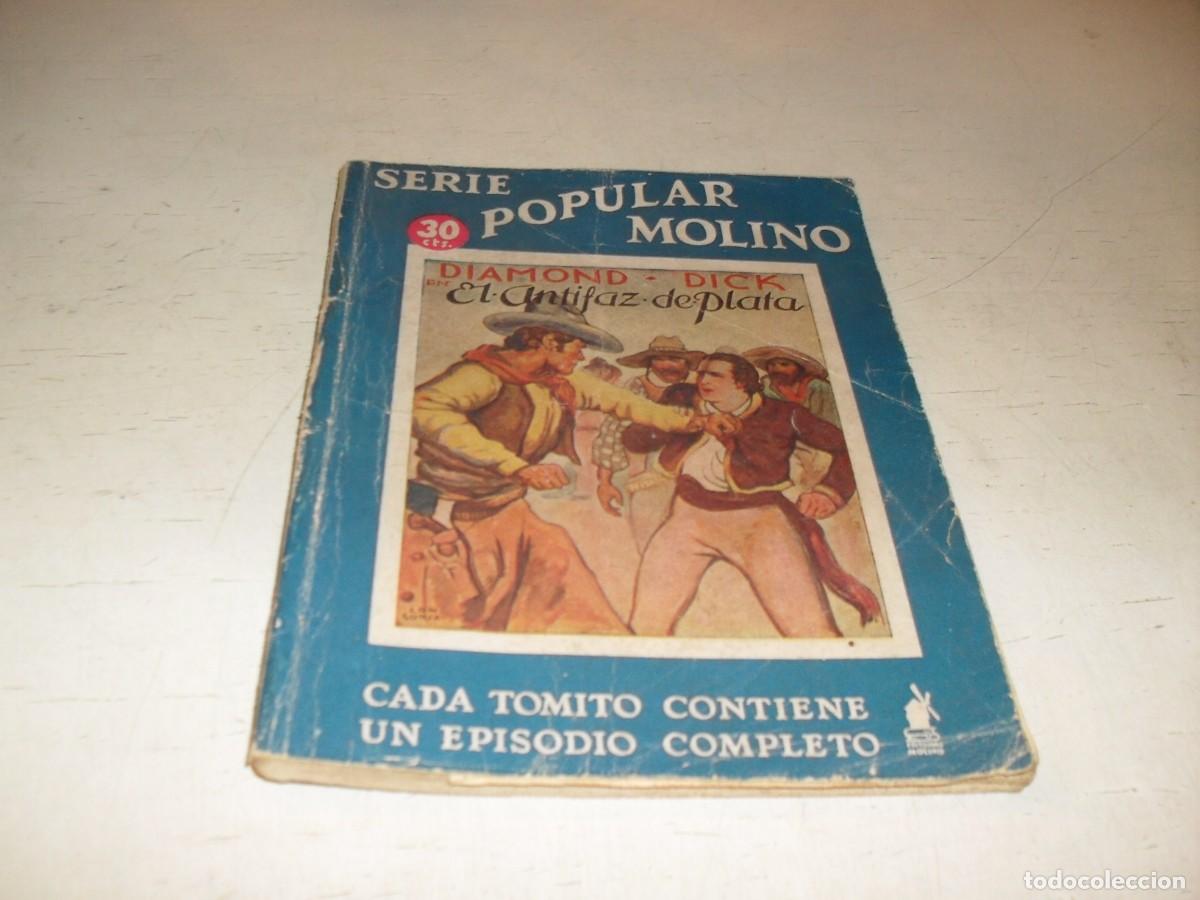 SERIE
POPULAR
MOLINO
30
cts.
DIAMOND · DICK
EN El·Antifaz·de·Plata
CADA TOMITO CONTIENE
UN EPISODIO COMPLETO
MOLINO
todocoleccion